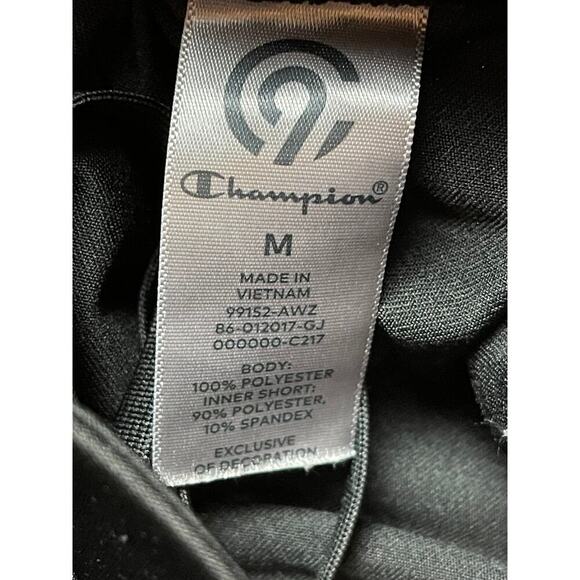 C9
Champion®
M
MADE IN
VIETNAM
99152-AWZ
86-012017-GJ
000000-C217
BODY:
100% POLYESTER
INNER SHORT:
90% POLYESTER,
10% SPANDEX
EXCLUSIVE
OF DECORATION